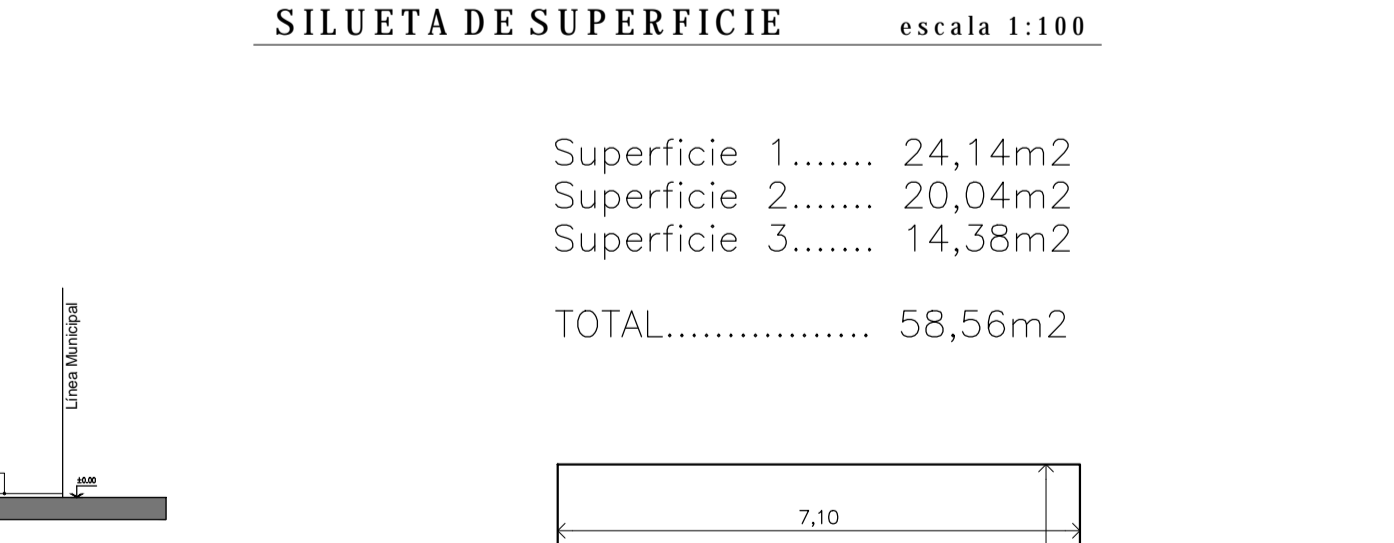 SILUETA DE SUPERFICIE escala 1:100
Superficie 1....... 24,14m2
Superficie 2....... 20,04m2
Superficie 3....... 14,38m2
TOTAL................. 58,56m2
Línea Municipal
±0.00
7,10